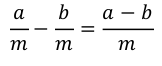 a/m − b/m = (a − b)/m